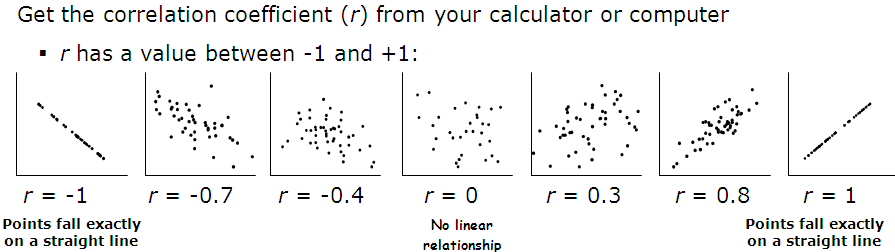 Get the correlation coefficient (r) from your calculator or computer
▪ r has a value between -1 and +1:
r = -1 r = -0.7 r = -0.4 r = 0 r = 0.3 r = 0.8 r = 1
Points fall exactly
on a straight line
No linear
relationship
Points fall exactly
on a straight line